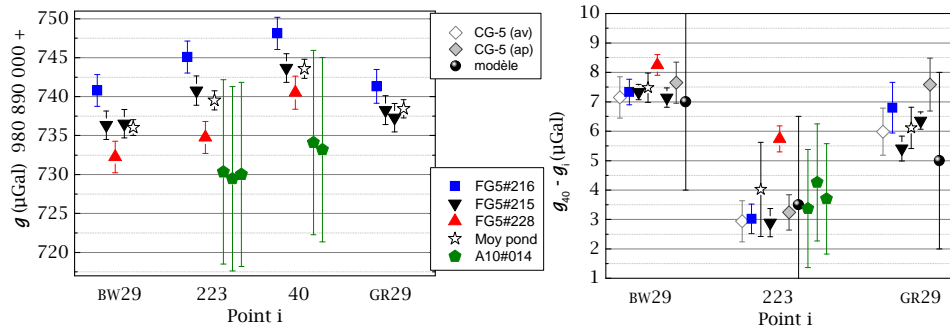 g (µGal) 980 890 000 +
750
745
740
735
730
725
720
BW29 223 40 GR29
Point i
CG-5 (av)
CG-5 (ap)
modèle
FG5#216
FG5#215
FG5#228
Moy pond
A10#014
g40 - gi (µGal)
10
9
8
7
6
5
4
3
2
1
BW29 223 GR29
Point i